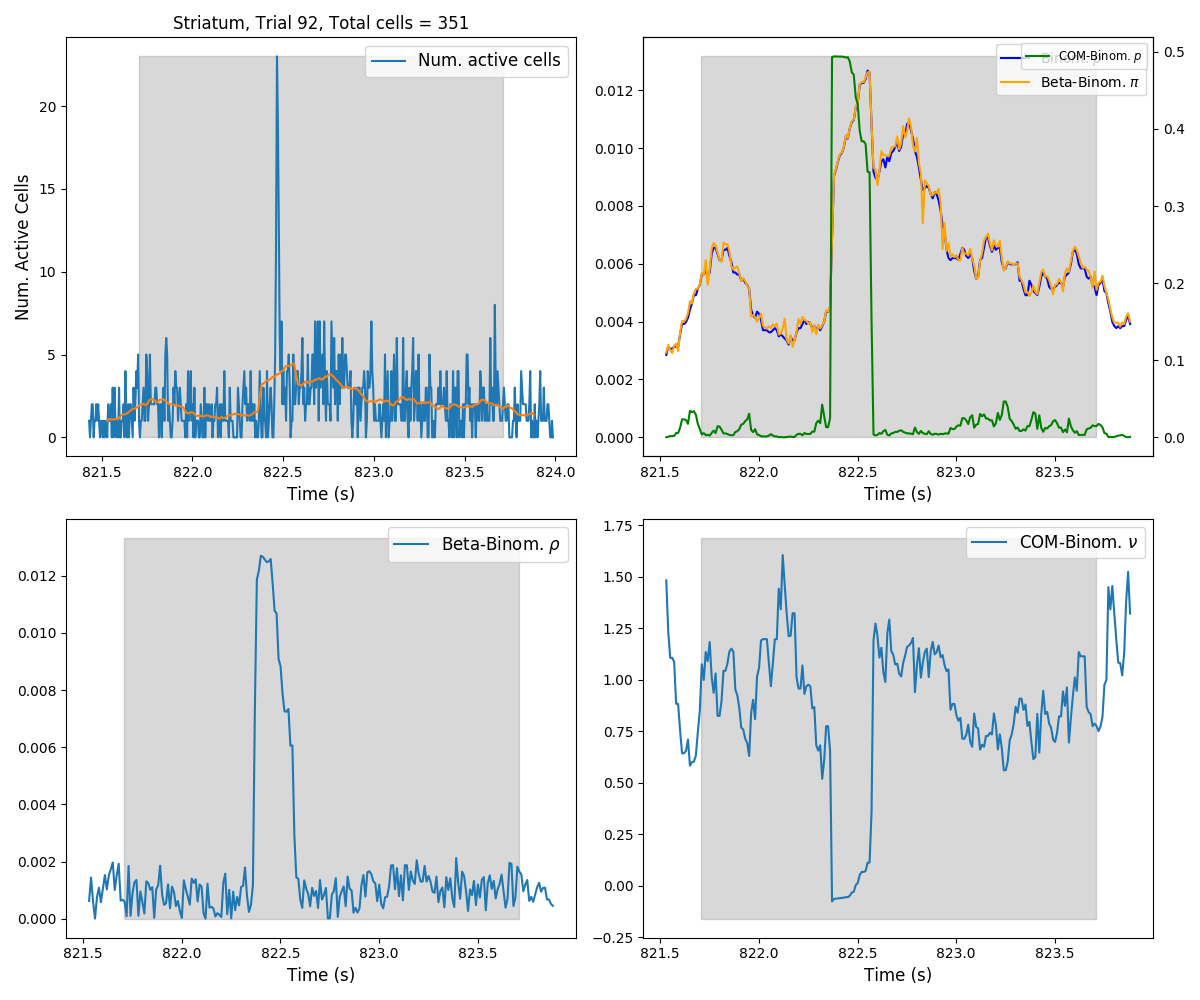 Striatum, Trial 92, Total cells = 351
Num. active cells
Num. Active Cells
20
15
10
5
0
821.5 822.0 822.5 823.0 823.5 824.0
Time (s)
COM-Binom. p
Beta-Binom. π
0.012
0.010
0.008
0.006
0.004
0.002
0.000
0.5
0.4
0.3
0.2
0.1
0.0
821.5 822.0 822.5 823.0 823.5
Time (s)
Beta-Binom. ρ
0.012
0.010
0.008
0.006
0.004
0.002
0.000
821.5 822.0 822.5 823.0 823.5
Time (s)
COM-Binom. ν
1.75
1.50
1.25
1.00
0.75
0.50
0.25
0.00
−0.25
821.5 822.0 822.5 823.0 823.5
Time (s)